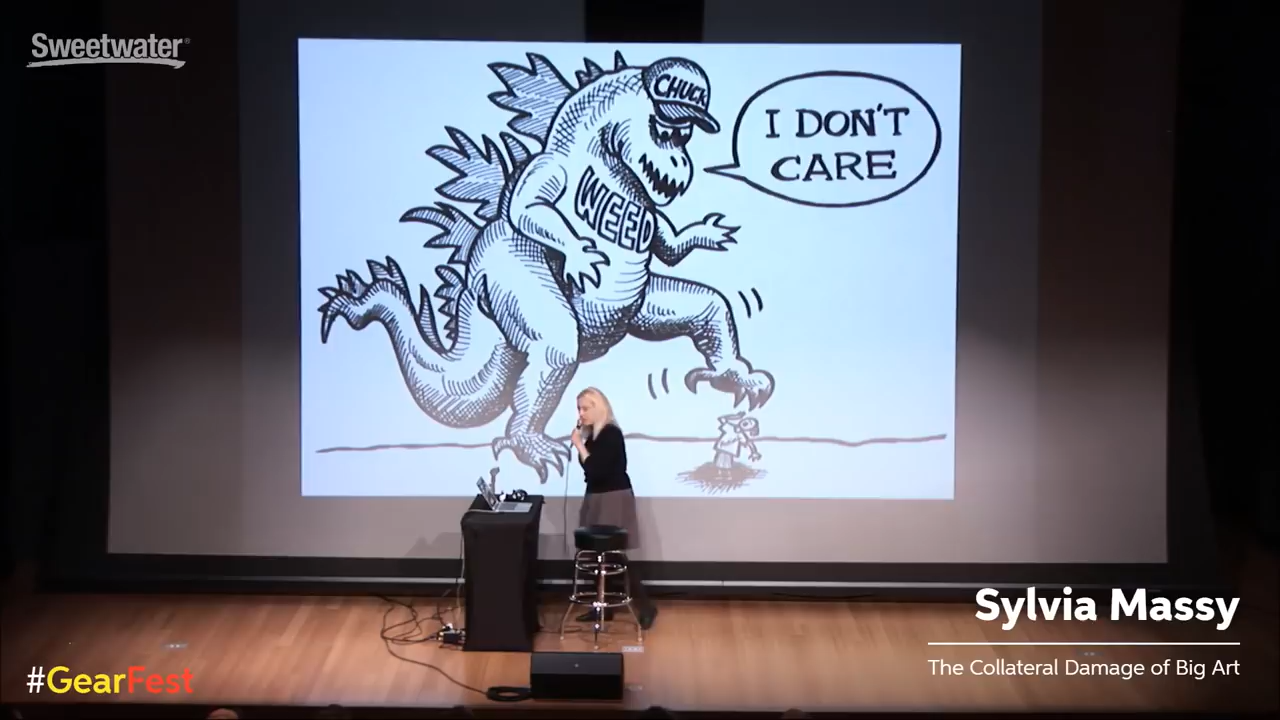 Sweetwater
CHUCK
I DON'T
CARE
WEED
Sylvia Massy
The Collateral Damage of Big Art
#GearFest